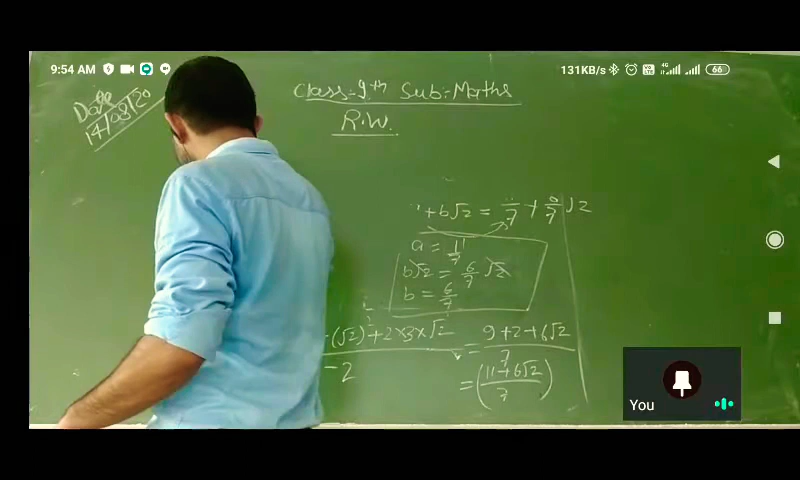 9:54 AM 131KB/s 4G 66
Date
14/08/20
Class-9th Sub:-Maths
R.W.
+b√2 = 11/7 + 6/7 √2
a = 11/7
b√2 = 6/7 √2
b = 6/7
(√2)² + 2×3×√2 = 9+2+6√2
-2 7
= (11+6√2 / 7)
You